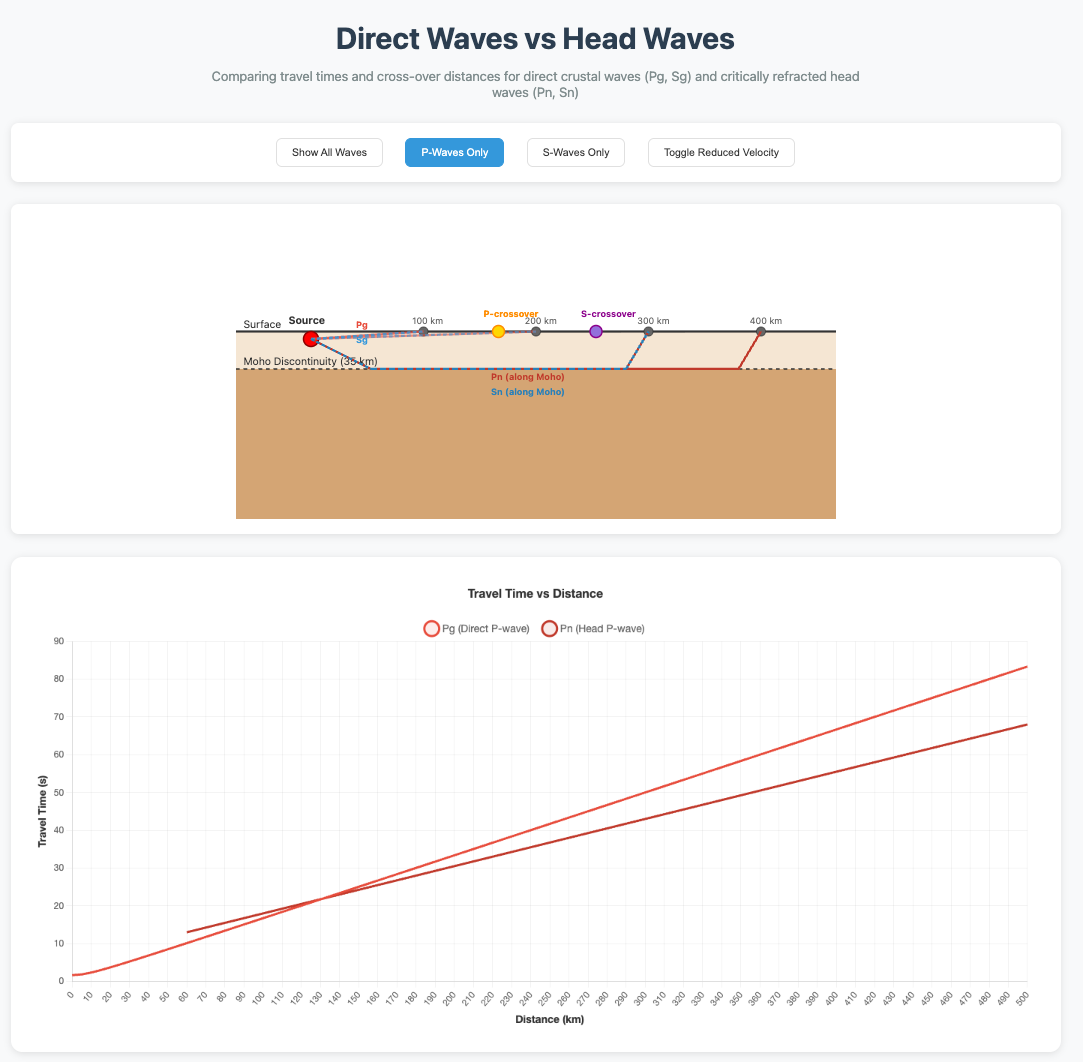 Direct Waves vs Head Waves
Comparing travel times and cross-over distances for direct crustal waves (Pg, Sg) and critically refracted head
waves (Pn, Sn)
Show All Waves
P-Waves Only
S-Waves Only
Toggle Reduced Velocity
P-crossover
S-crossover
Surface
Source
Pg
100 km
200 km
300 km
400 km
Sg
Moho Discontinuity (35 km)
Pn (along Moho)
Sn (along Moho)
Travel Time vs Distance
Pg (Direct P-wave)
Pn (Head P-wave)
90
80
70
60
50
40
30
20
10
0
Travel Time (s)
0 10 20 30 40 50 60 70 80 90 100 110 120 130 140 150 160 170 180 190 200 210 220 230 240 250 260 270 280 290 300 310 320 330 340 350 360 370 380 390 400 410 420 430 440 450 460 470 480 490 500
Distance (km)